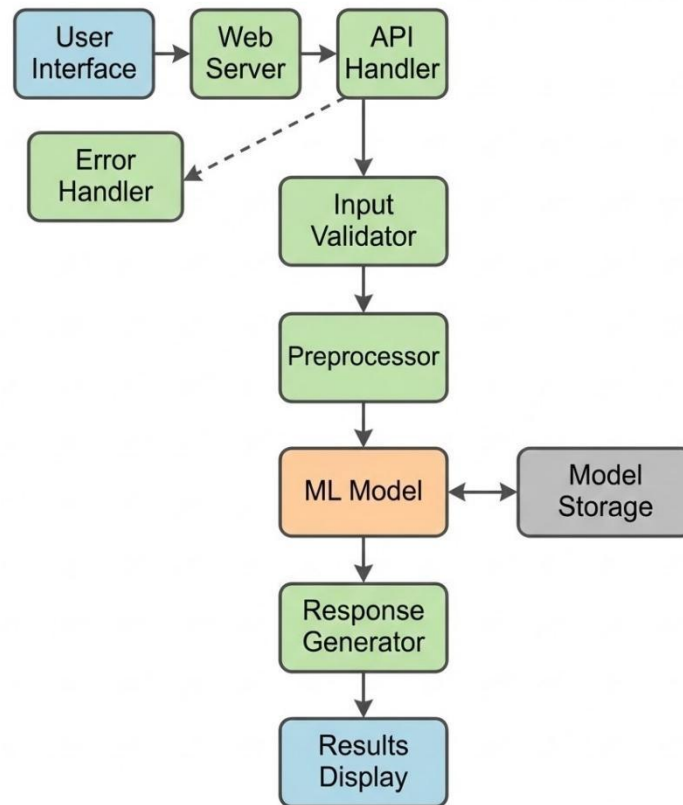 User
Interface
Web
Server
API
Handler
Error
Handler
Input
Validator
Preprocessor
ML Model
Model
Storage
Response
Generator
Results
Display